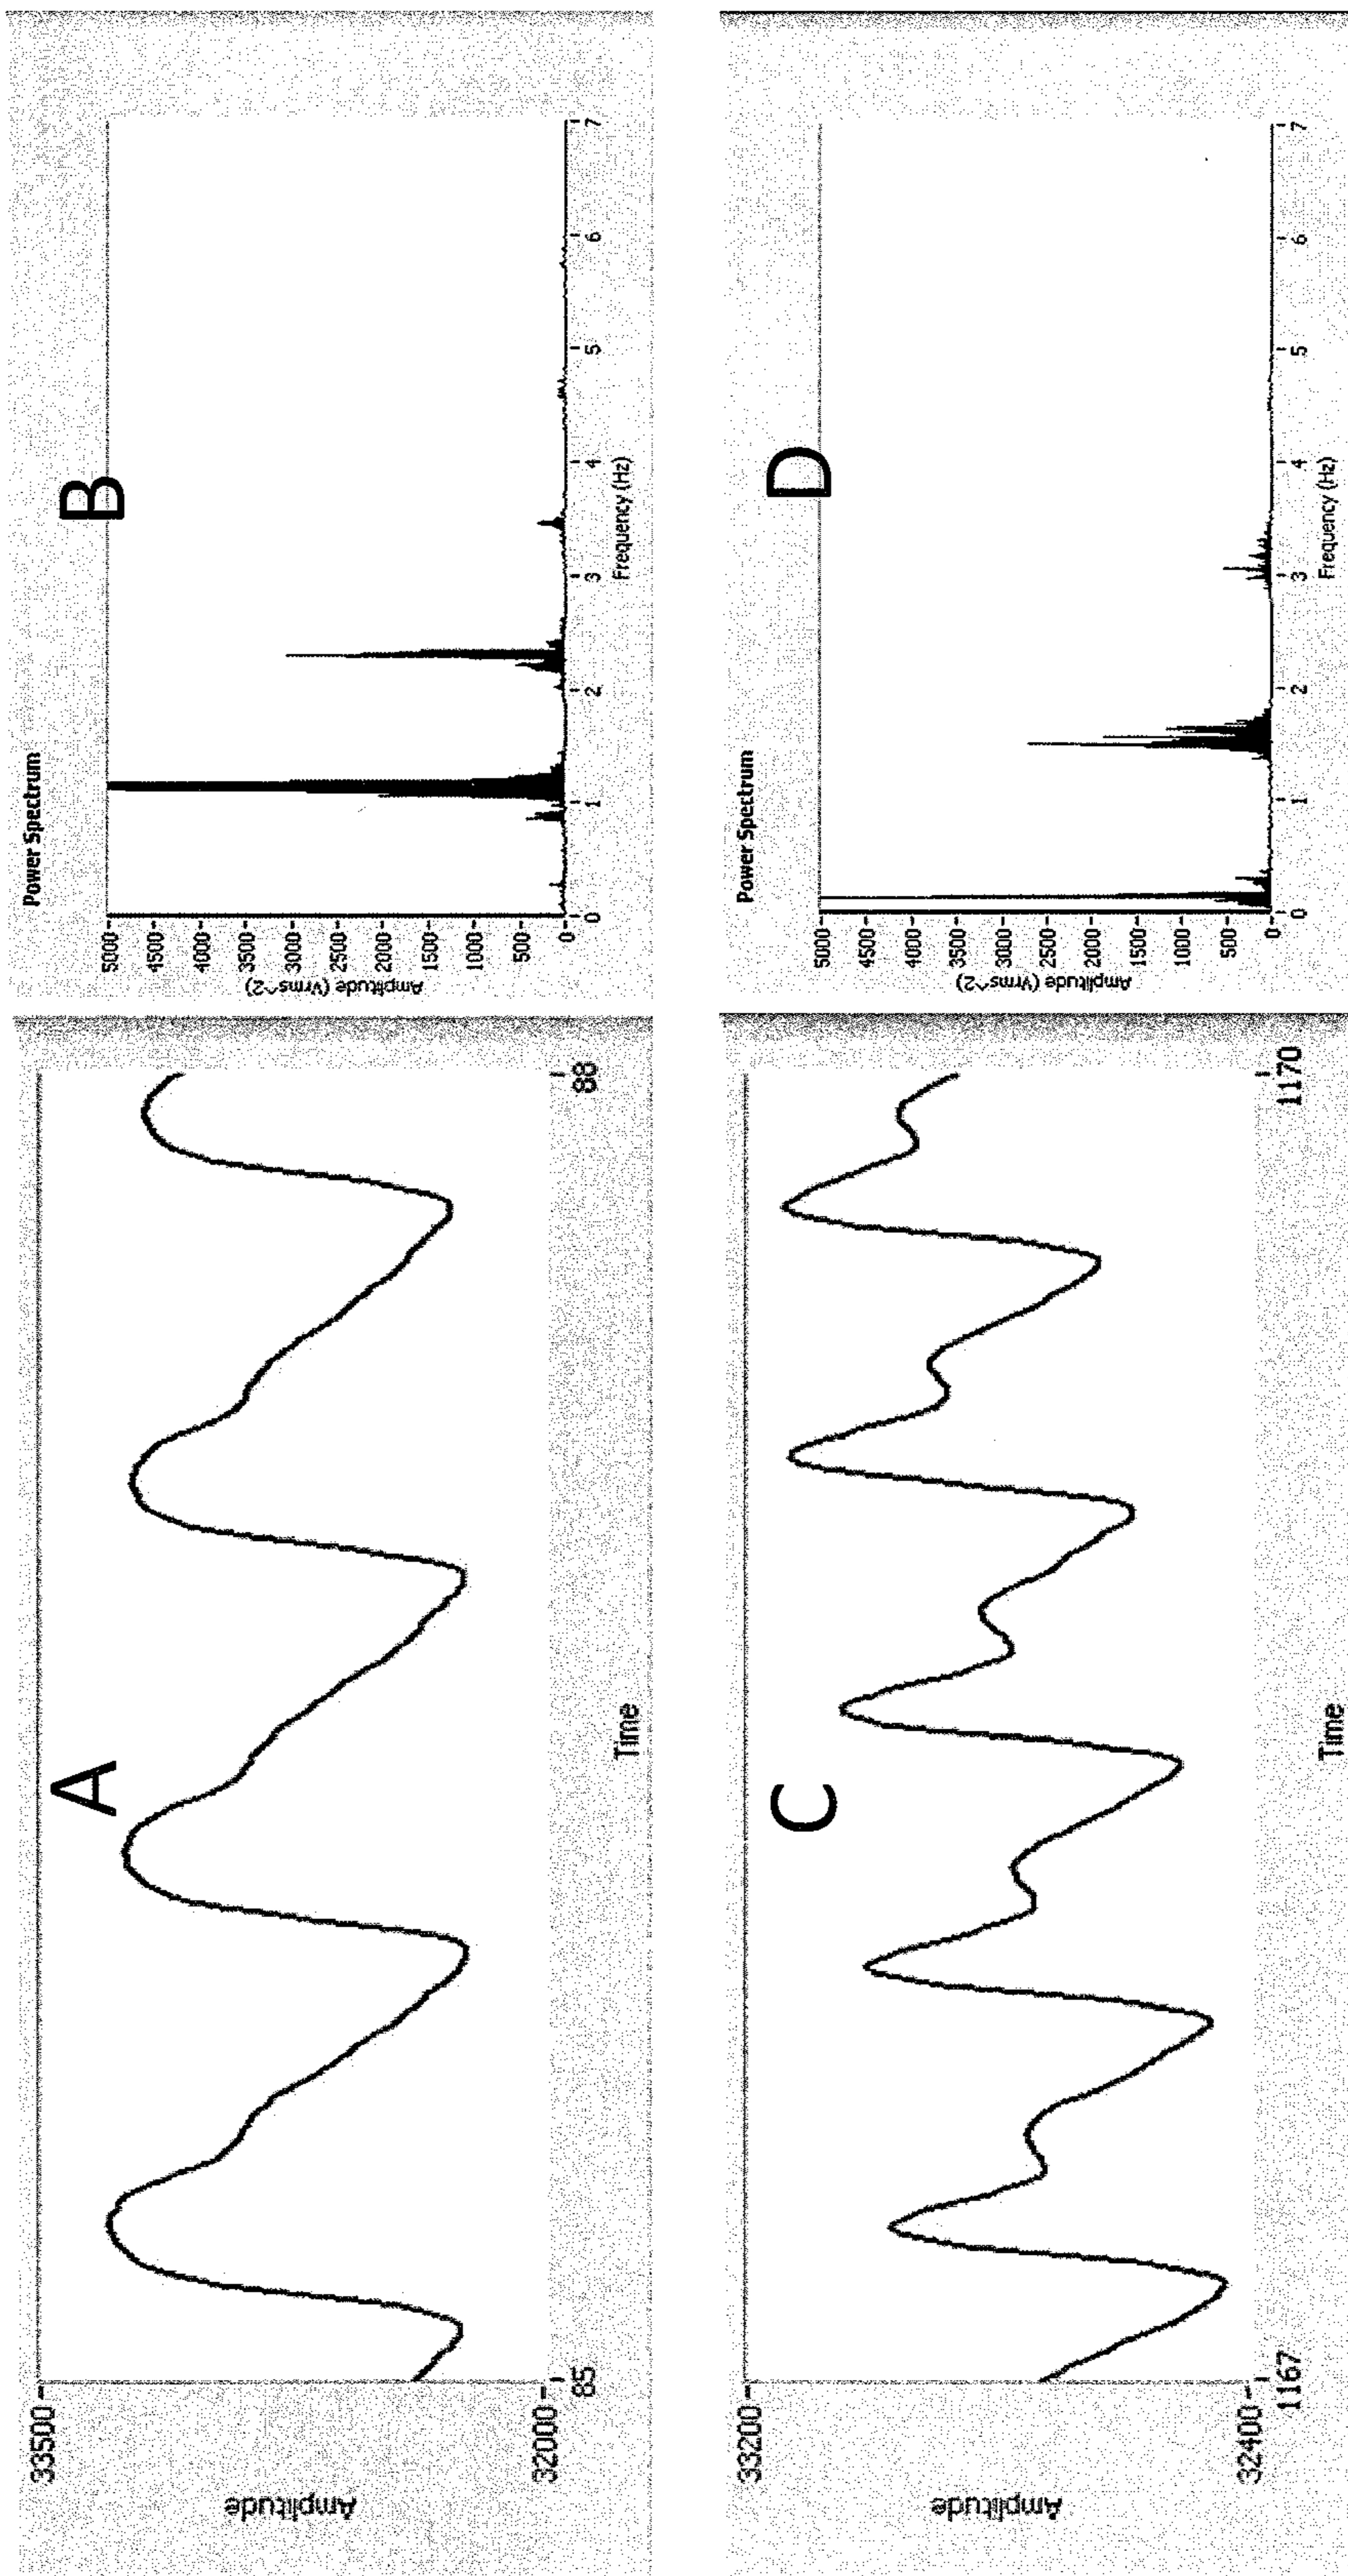 A
Amplitude
33500
32000
85
88
Time
Power Spectrum
B
Amplitude (Vrms^2)
5000
4500
4000
3500
3000
2500
2000
1500
1000
500
0
0 1 2 3 4 5 6 7
Frequency (Hz)
C
Amplitude
33200
32400
1167
1170
Time
Power Spectrum
D
Amplitude (Vrms^2)
5000
4500
4000
3500
3000
2500
2000
1500
1000
500
0
0 1 2 3 4 5 6 7
Frequency (Hz)